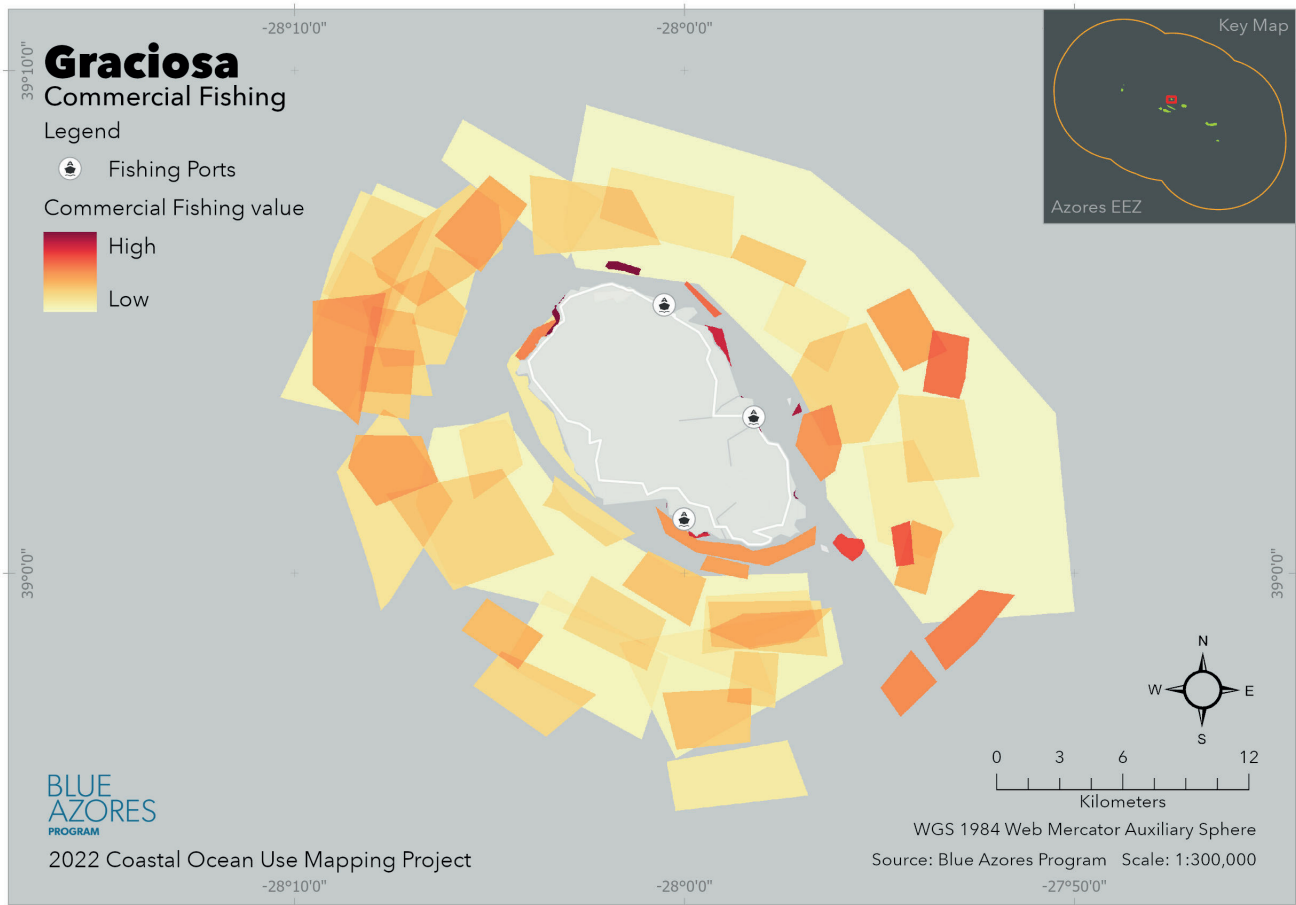 -28°10'0"
-28°0'0"
Key Map
39°10'0"
Graciosa
Commercial Fishing
Legend
Fishing Ports
Commercial Fishing value
High
Low
Azores EEZ
39°0'0"
39°0'0"
N
W
E
S
0 3 6 12
Kilometers
BLUE
AZORES
PROGRAM
2022 Coastal Ocean Use Mapping Project
WGS 1984 Web Mercator Auxiliary Sphere
Source: Blue Azores Program Scale: 1:300,000
-28°10'0"
-28°0'0"
-27°50'0"